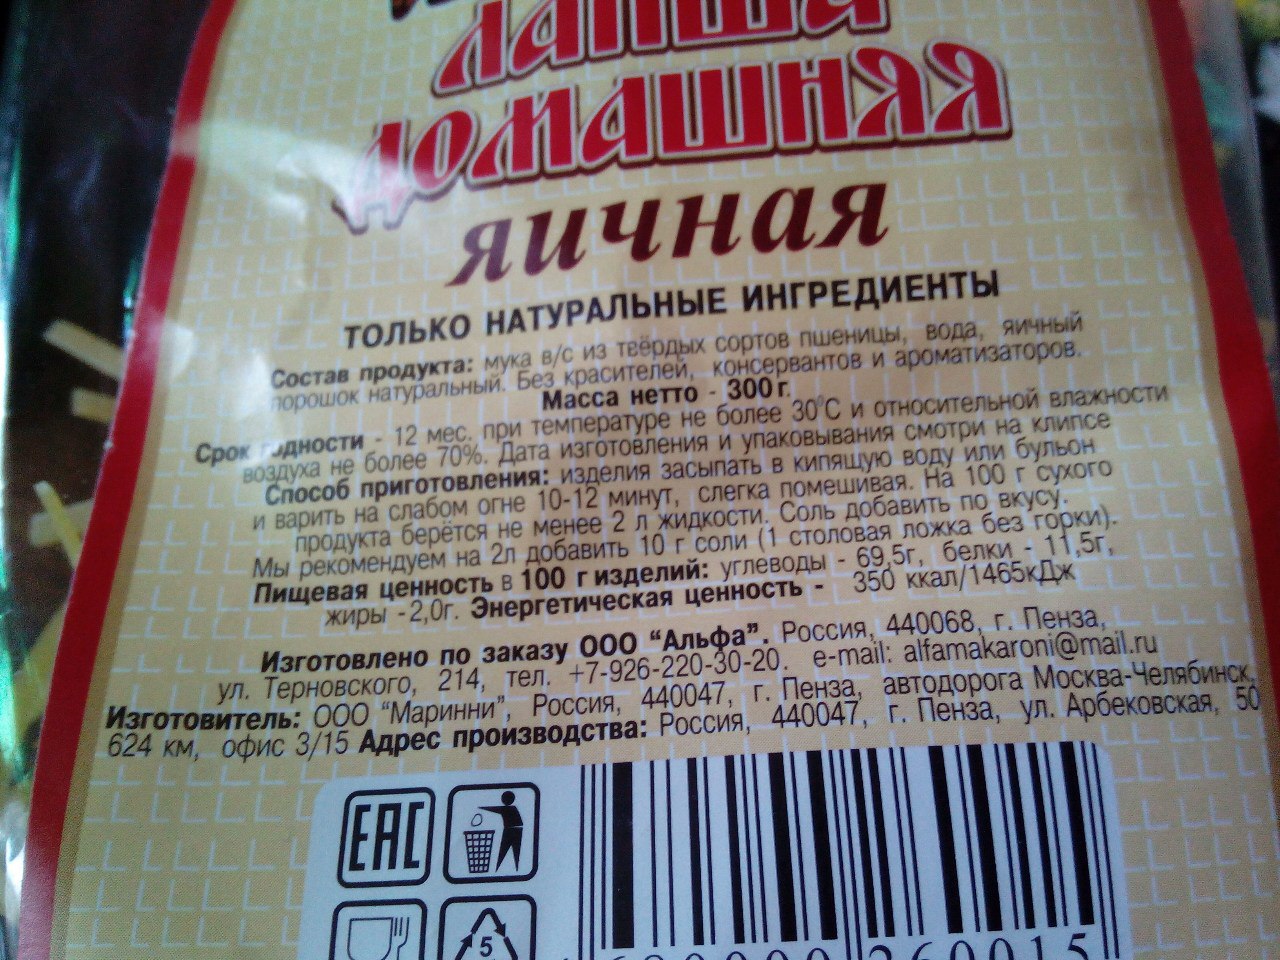 лапша
домашняя
яичная
ТОЛЬКО НАТУРАЛЬНЫЕ ИНГРЕДИЕНТЫ
Состав продукта: мука в/с из твёрдых сортов пшеницы, вода, яичный
порошок натуральный. Без красителей, консервантов и ароматизаторов.
Масса нетто - 300 г.
Срок годности - 12 мес. при температуре не более 30°С и относительной влажности
воздуха не более 70%. Дата изготовления и упаковывания смотри на клипсе
Способ приготовления: изделия засыпать в кипящую воду или бульон
и варить на слабом огне 10-12 минут, слегка помешивая. На 100 г сухого
продукта берётся не менее 2 л жидкости. Соль добавить по вкусу.
Мы рекомендуем на 2л добавить 10 г соли (1 столовая ложка без горки).
Пищевая ценность в 100 г изделий: углеводы - 69,5г, белки - 11,5г,
жиры -2,0г. Энергетическая ценность - 350 ккал/1465кДж
Изготовлено по заказу ООО "Альфа". Россия, 440068, г. Пенза,
ул. Терновского, 214, тел. +7-926-220-30-20. e-mail: alfamakaroni@mail.ru
Изготовитель: ООО "Маринни", Россия, 440047, г. Пенза, автодорога Москва-Челябинск,
624 км, офис 3/15 Адрес производства: Россия, 440047, г. Пенза, ул. Арбековская, 50
EAC
5